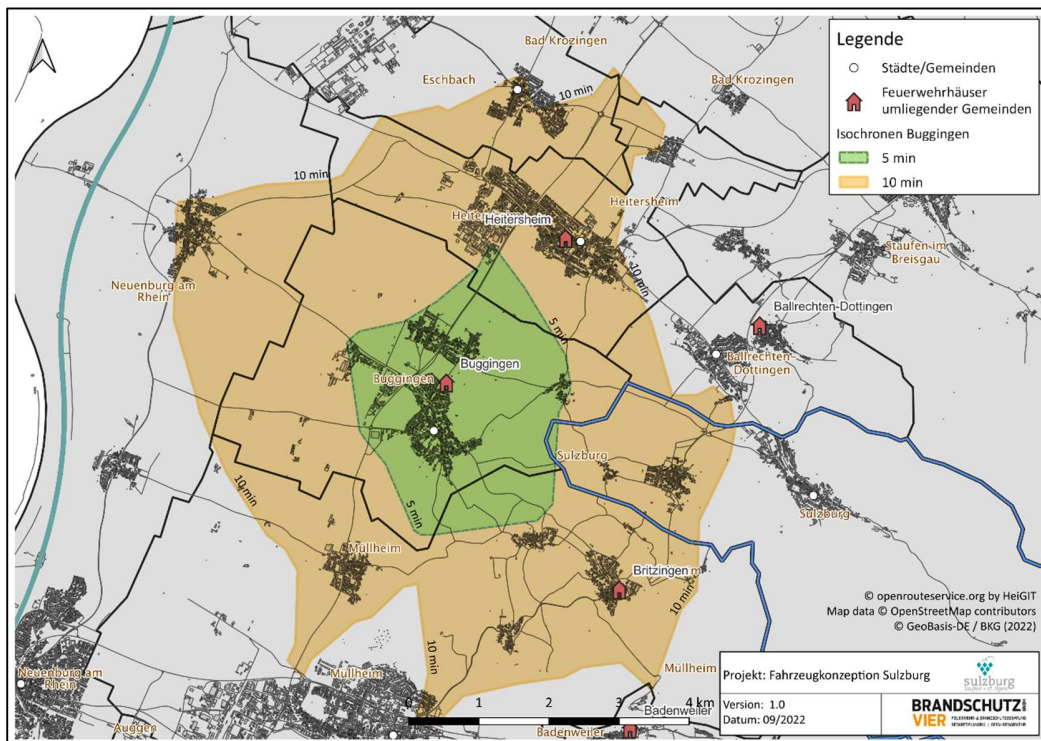 Bad Krozingen
Eschbach
Bad Krozingen
10 min
10 min
Heitersheim
Heitersheim
10 min
Neuenburg am
Rhein
Staufen im
Breisgau
Ballrechten-Dottingen
Ballrechten-
Dottingen
5 min
Buggingen
Buggingen
Sulzburg
Sulzburg
10 min
5 min
Müllheim
Britzingen
10 min
10 min
Müllheim
Müllheim
Neuenburg am
Rhein
Auggen
Badenweiler
Badenweiler
0 1 2 3 4 km
Legende
Städte/Gemeinden
Feuerwehrhäuser
umliegender Gemeinden
Isochronen Buggingen
5 min
10 min
© openrouteservice.org by HeiGIT
Map data © OpenStreetMap contributors
© GeoBasis-DE / BKG (2022)
Projekt: Fahrzeugkonzeption Sulzburg
sulzburg
Version: 1.0
Datum: 09/2022
BRANDSCHUTZ
VIER